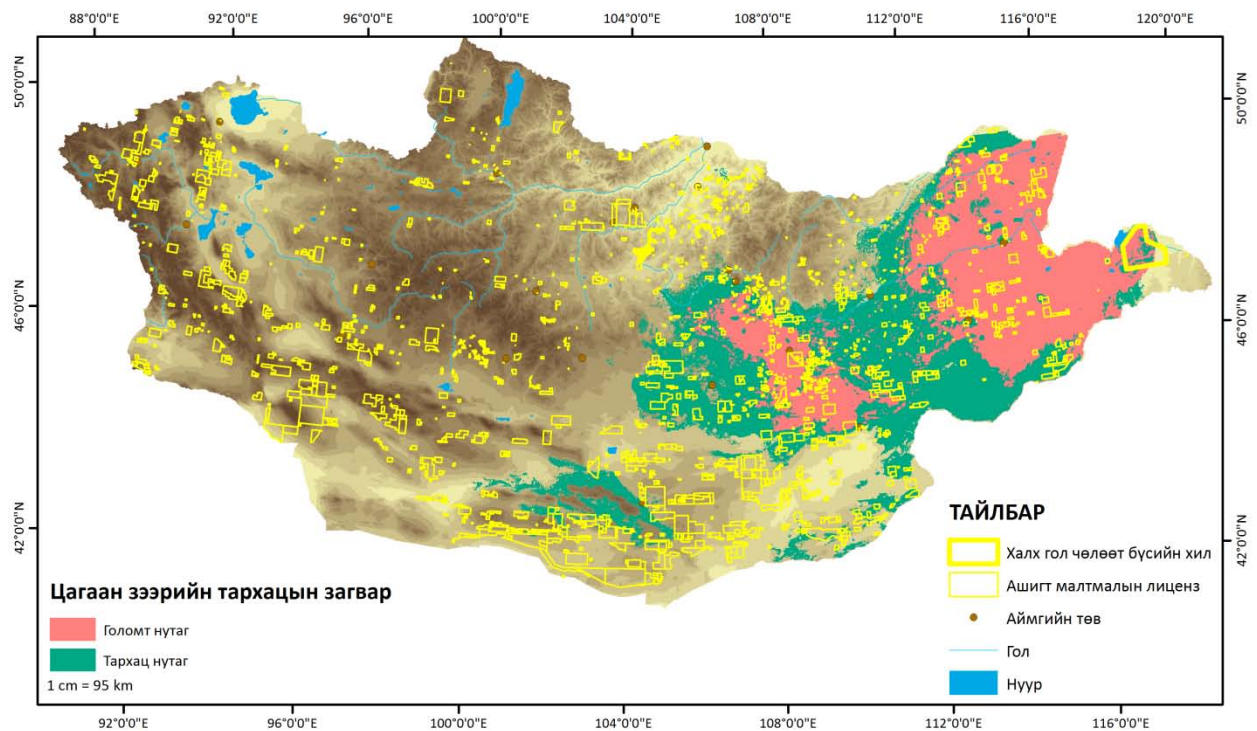 88°0'0"E 92°0'0"E 96°0'0"E 100°0'0"E 104°0'0"E 108°0'0"E 112°0'0"E 116°0'0"E 120°0'0"E
50°0'0"N 50°0'0"N
46°0'0"N 46°0'0"N
42°0'0"N 42°0'0"N
Цагаан зээрийн тархацын загвар
Голомт нутаг
Тархац нутаг
1 cm = 95 km
ТАЙЛБАР
Халх гол чөлөөт бүсийн хил
Ашигт малтмалын лиценз
Аймгийн төв
Гол
Нуур
92°0'0"E 96°0'0"E 100°0'0"E 104°0'0"E 108°0'0"E 112°0'0"E 116°0'0"E